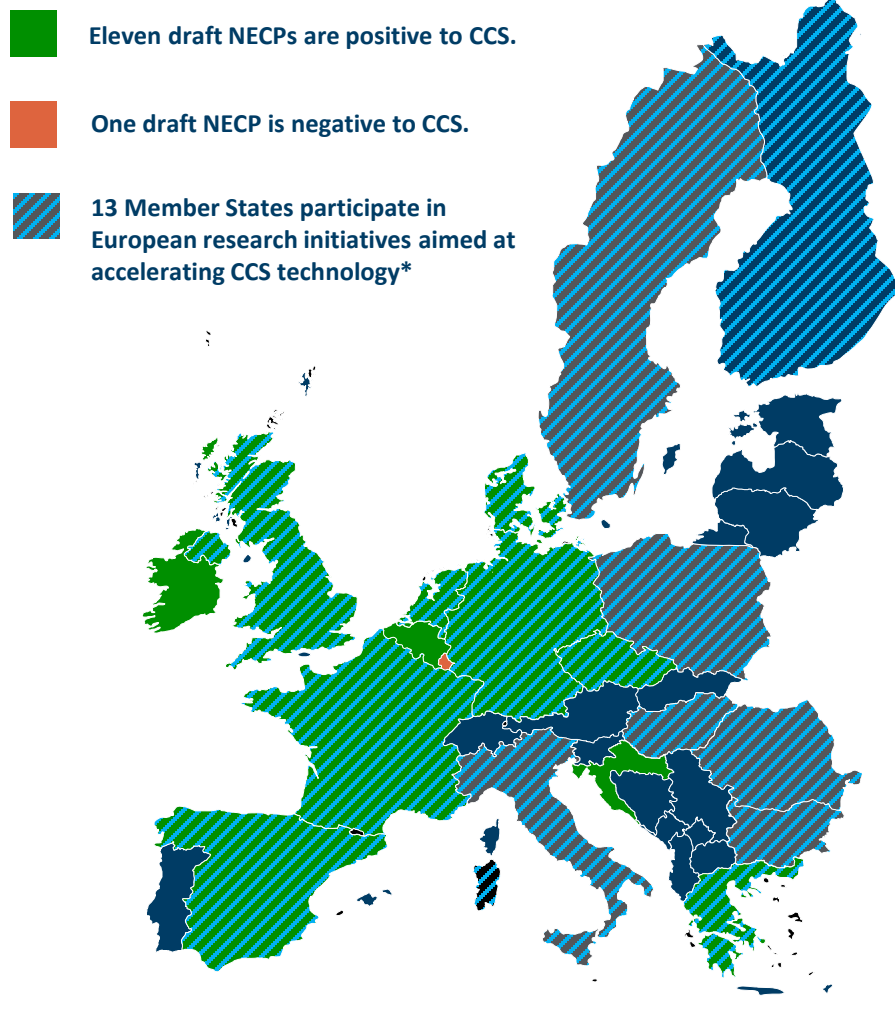 Eleven draft NECPs are positive to CCS.
One draft NECP is negative to CCS.
13 Member States participate in
European research initiatives aimed at
accelerating CCS technology*